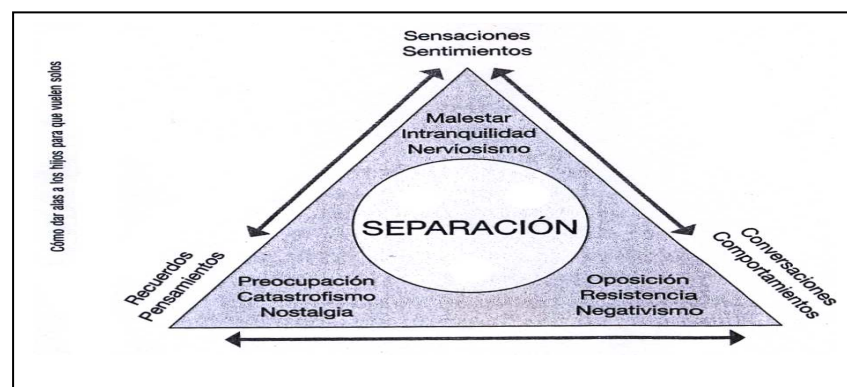 Cómo dar alas a los hijos para que vuelen solos
Sensaciones
Sentimientos
Malestar
Intranquilidad
Nerviosismo
SEPARACIÓN
Recuerdos
Pensamientos
Preocupación
Catastrofismo
Nostalgia
Oposición
Resistencia
Negativismo
Conversaciones
Comportamientos